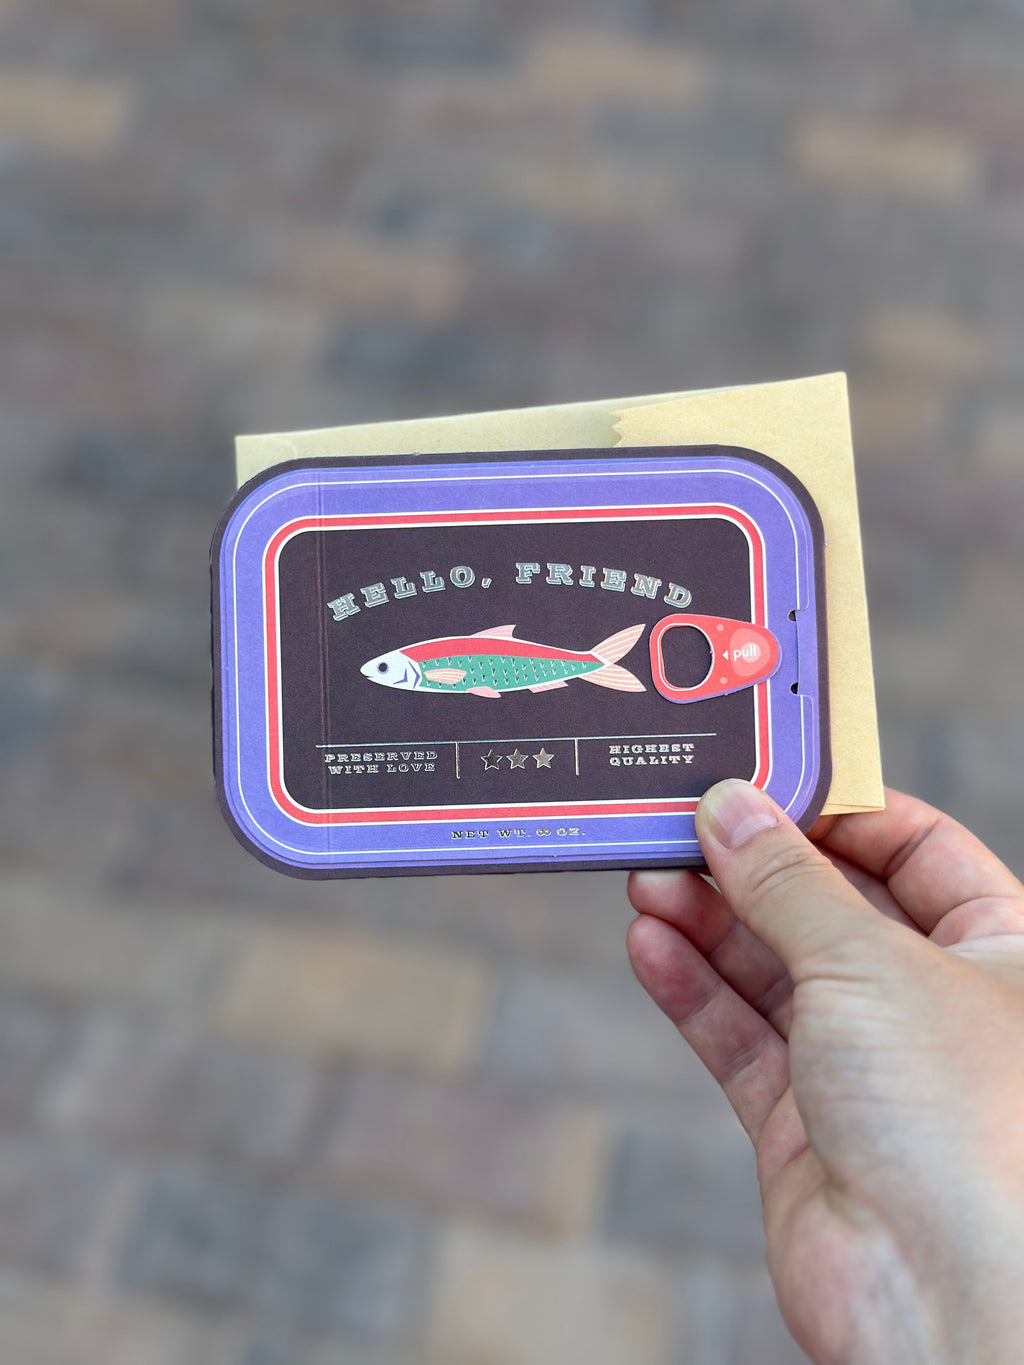 HELLO, FRIEND
pull
PRESERVED
WITH LOVE
HIGHEST
QUALITY
NET WT. ∞ OZ.